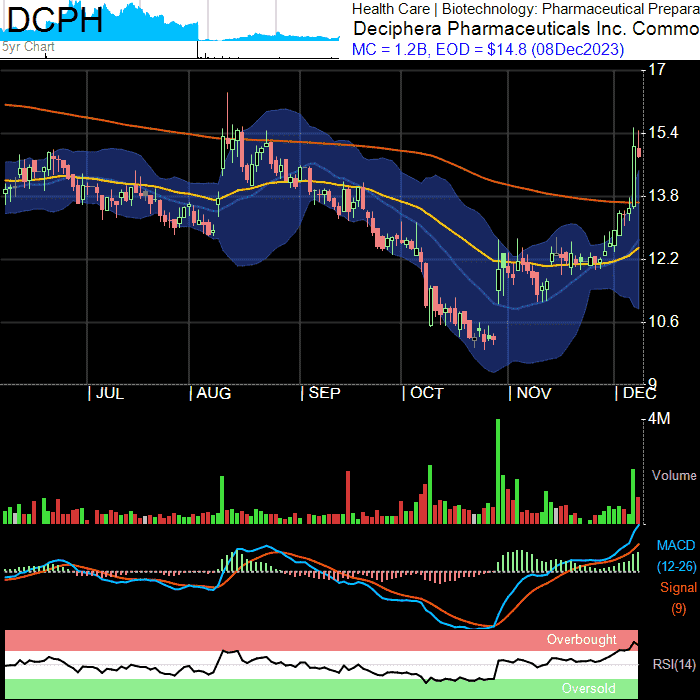 DCPH
5yr Chart
Health Care | Biotechnology: Pharmaceutical Prepara
Deciphera Pharmaceuticals Inc. Commo
MC = 1.2B, EOD = $14.8 (08Dec2023)
17
15.4
13.8
12.2
10.6
9
JUL
AUG
SEP
OCT
NOV
DEC
4M
Volume
MACD
(12-26)
Signal
(9)
Overbought
RSI(14)
Oversold